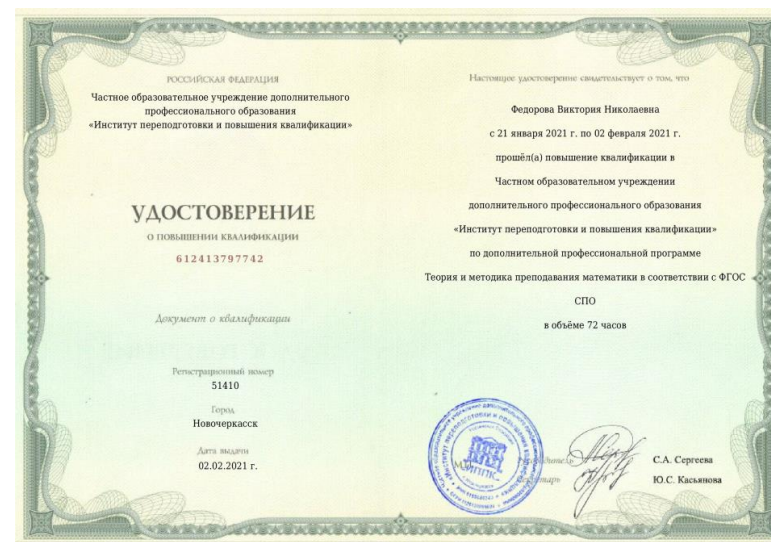 РОССИЙСКАЯ ФЕДЕРАЦИЯ
Частное образовательное учреждение дополнительного
профессионального образования
«Институт переподготовки и повышения квалификации»
УДОСТОВЕРЕНИЕ
О ПОВЫШЕНИИ КВАЛИФИКАЦИИ
612413797742
Документ о квалификации
Регистрационный номер
51410
Город
Новочеркасск
Дата выдачи
02.02.2021 г.
Настоящее удостоверение свидетельствует о том, что
Федорова Виктория Николаевна
с 21 января 2021 г. по 02 февраля 2021 г.
прошёл(а) повышение квалификации в
Частном образовательном учреждении
дополнительного профессионального образования
«Институт переподготовки и повышения квалификации»
по дополнительной профессиональной программе
Теория и методика преподавания математики в соответствии с ФГОС
СПО
в объёме 72 часов
С.А. Сергеева
Ю.С. Касьянова